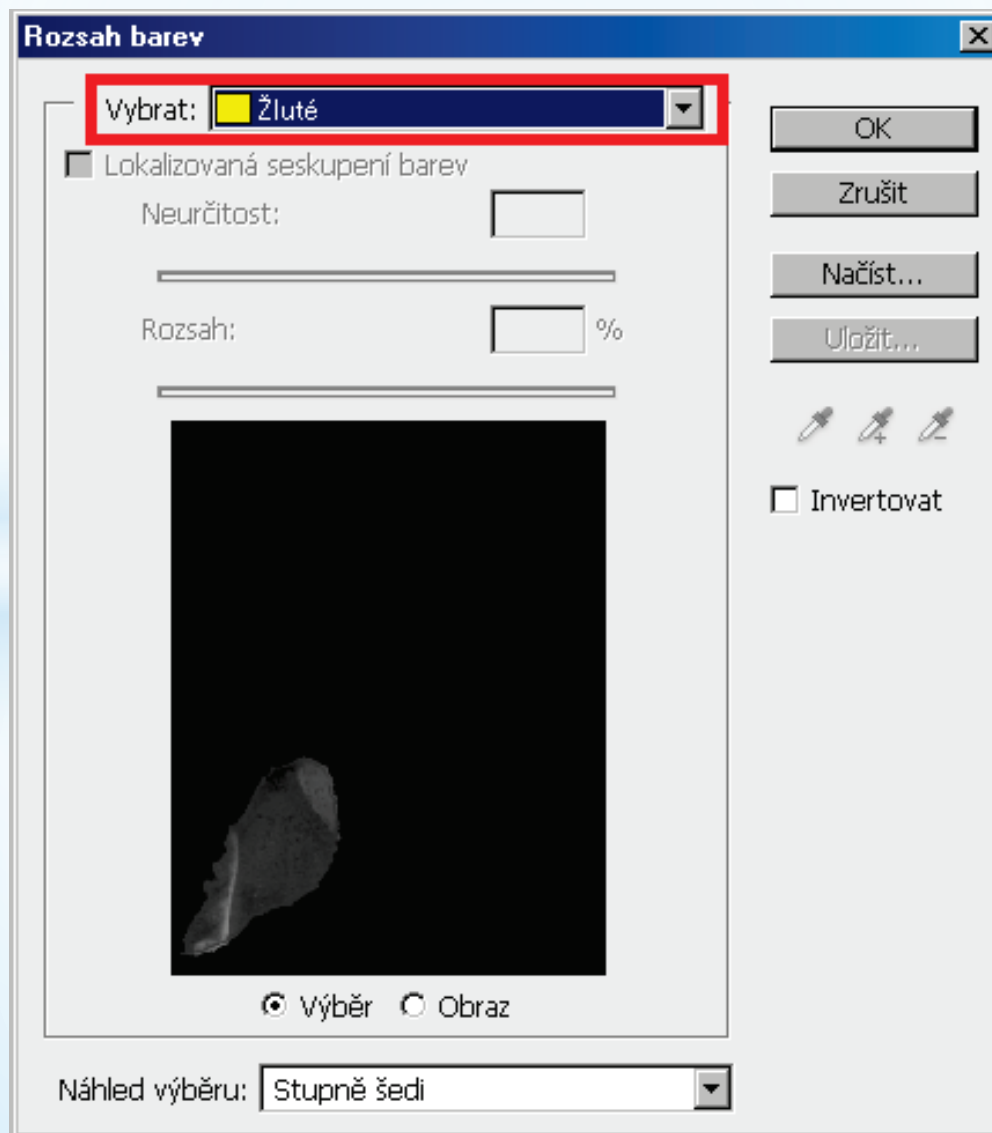 Rozsah barev
Vybrat: Žluté
Lokalizovaná seskupení barev
Neurčitost:
Rozsah: %
Výběr Obraz
Náhled výběru: Stupně šedi
OK
Zrušit
Načíst...
Uložit...
Invertovat